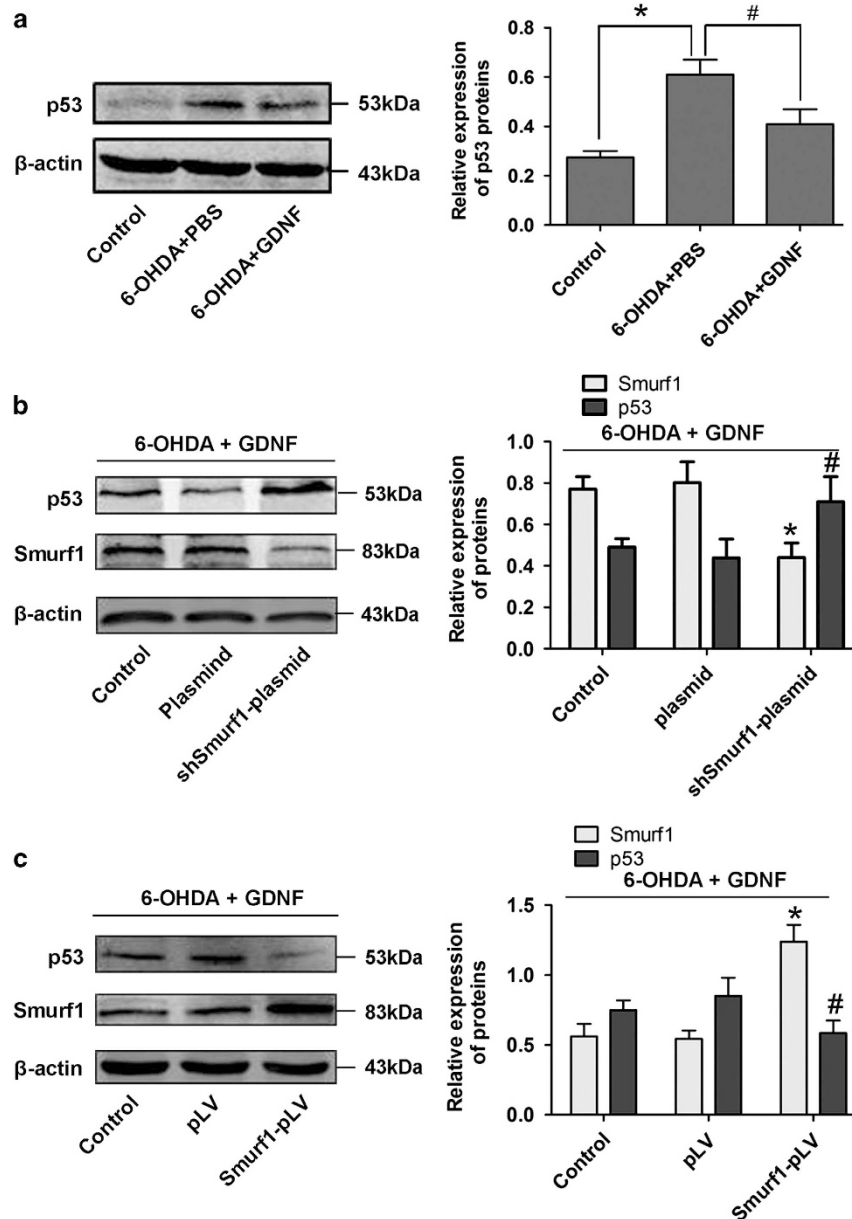 a
p53
53kDa
β-actin
43kDa
Control
6-OHDA+PBS
6-OHDA+GDNF
Relative expression
of p53 proteins
0.8
0.6
0.4
0.2
0.0
*
#
Control
6-OHDA+PBS
6-OHDA+GDNF
b
6-OHDA + GDNF
p53
53kDa
Smurf1
83kDa
β-actin
43kDa
Control
Plasmind
shSmurf1-plasmid
Smurf1
p53
6-OHDA + GDNF
Relative expression
of proteins
1.0
0.8
0.6
0.4
0.2
0.0
*
#
Control
plasmid
shSmurf1-plasmid
c
6-OHDA + GDNF
p53
53kDa
Smurf1
83kDa
β-actin
43kDa
Control
pLV
Smurf1-pLV
Smurf1
p53
6-OHDA + GDNF
Relative expression
of proteins
1.5
1.0
0.5
0.0
*
#
Control
pLV
Smurf1-pLV